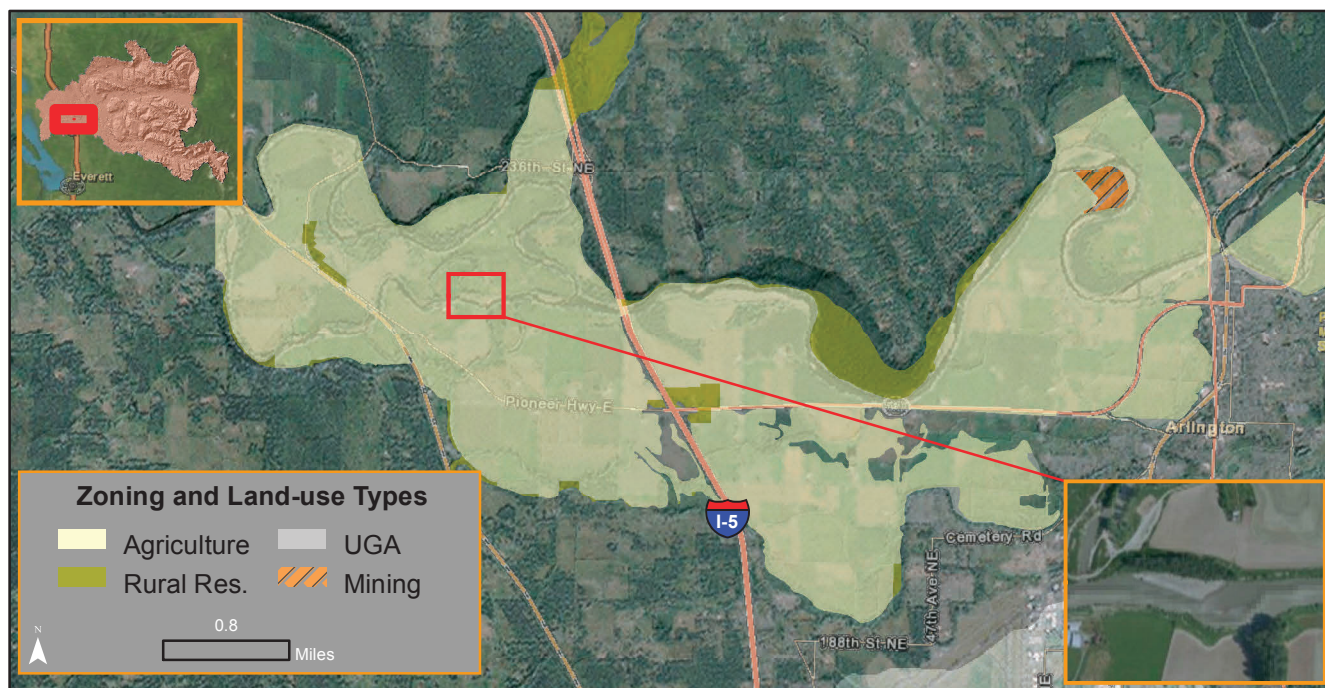 Everett
236th St NE
Pioneer Hwy E
Arlington
I-5
Cemetery Rd
47th Ave NE
188th St NE
NE
Zoning and Land-use Types
Agriculture
UGA
Rural Res.
Mining
N
0.8
Miles